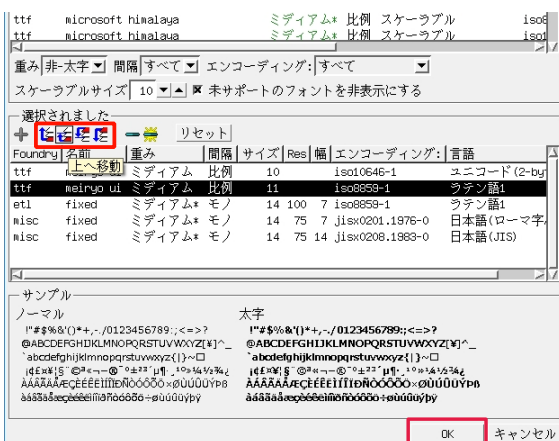 ttf microsoft himalaya ミディアム* 比例 スケーラブル
ttf microsoft himalaya ミディアム* 比例 スケーラブル
重み 非-太字 間隔 すべて エンコーディング: すべて
スケーラブルサイズ 10 未サポートのフォントを非表示にする
選択されました
リセット
Foundry 名前 重み 間隔 サイズ Res 幅 エンコーディング: 言語
上へ移動
ttf meiryo ui ミディアム 比例 10 iso10646-1 ユニコード(2-by
ttf meiryo ui ミディアム 比例 11 iso8859-1 ラテン語1
etl fixed ミディアム* モノ 14 100 7 iso8859-1 ラテン語1
misc fixed ミディアム* モノ 14 75 7 jisx0201.1976-0 日本語(ローマ字
misc fixed ミディアム* モノ 14 75 14 jisx0208.1983-0 日本語(JIS)
サンプル
ノーマル 太字
!"#$%&'()*+,-./0123456789:;<=>? !"#$%&'()*+,-./0123456789:;<=>?
@ABCDEFGHIJKLMNOPQRSTUVWXYZ[¥]^_ @ABCDEFGHIJKLMNOPQRSTUVWXYZ[¥]^_
`abcdefghijklmnopqrstuvwxyz{|}~□ `abcdefghijklmnopqrstuvwxyz{|}~□
OK キャンセル